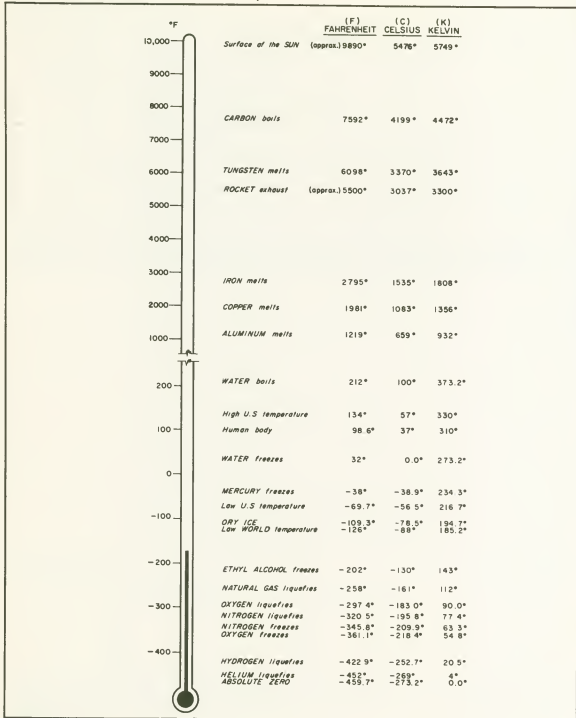 °F
(F) (C) (K)
FAHRENHEIT CELSIUS KELVIN
10,000
Surface of the SUN (approx.) 9890° 5476° 5749°
9000
8000
CARBON boils 7592° 4199° 4472°
7000
TUNGSTEN melts 6098° 3370° 3643°
6000
ROCKET exhaust (approx.) 5500° 3037° 3300°
5000
4000
3000
IRON melts 2795° 1535° 1808°
2000
COPPER melts 1981° 1083° 1356°
1000
ALUMINUM melts 1219° 659° 932°
200
WATER boils 212° 100° 373.2°
High U.S temperature 134° 57° 330°
100
Human body 98.6° 37° 310°
WATER freezes 32° 0.0° 273.2°
0
MERCURY freezes -38° -38.9° 234 3°
Low U.S temperature -69.7° -56 5° 216 7°
-100
DRY ICE -109.3° -78.5° 194.7°
Low WORLD temperature -126° -88° 185.2°
-200
ETHYL ALCOHOL freezes -202° -130° 143°
NATURAL GAS liquefies -258° -161° 112°
-300
OXYGEN liquefies -297 4° -183 0° 90.0°
NITROGEN liquefies -320 5° -195 8° 77 4°
NITROGEN freezes -345.8° -209.9° 63 3°
OXYGEN freezes -361.1° -218 4° 54 8°
-400
HYDROGEN liquefies -422 9° -252.7° 20 5°
HELIUM liquefies -452° -269° 4°
ABSOLUTE ZERO -459.7° -273.2° 0.0°